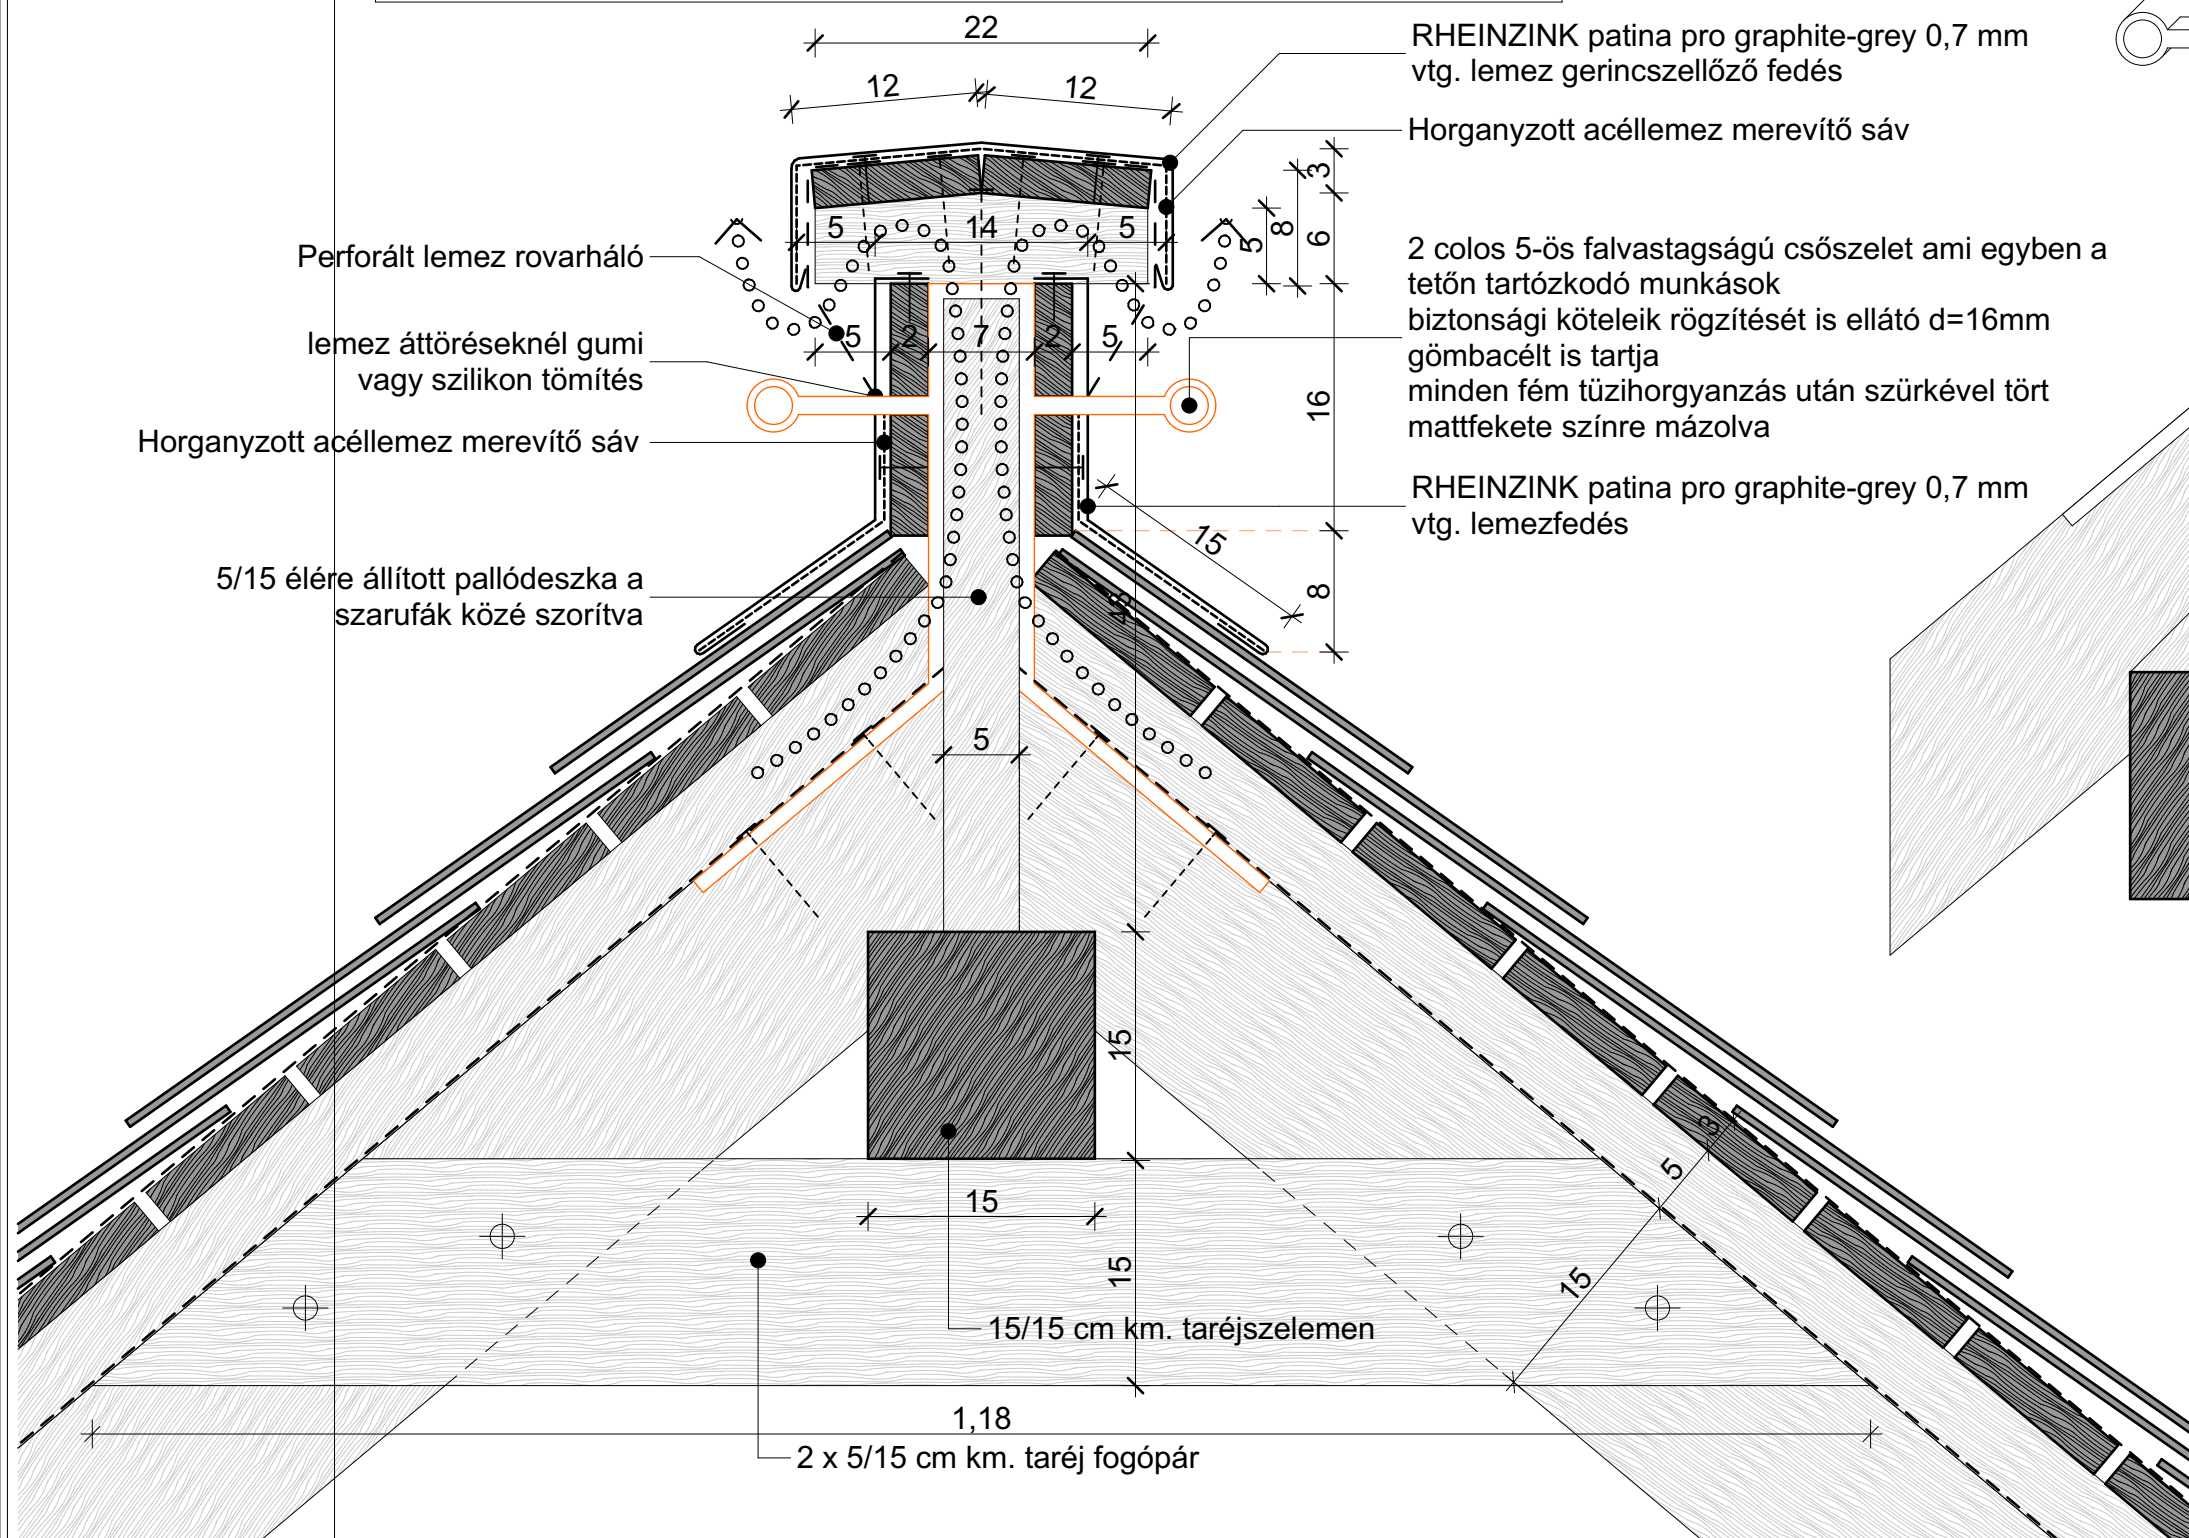 22
12
12
RHEINZINK patina pro graphite-grey 0,7 mm
vtg. lemez gerincszellőző fedés
Horganyzott acéllemez merevítő sáv
3
8
6
5
5
14
5
Perforált lemez rovarháló
2 colos 5-ös falvastagságú csőszelet ami egyben a
tetőn tartózkodó munkások
biztonsági köteleik rögzítését is ellátó d=16mm
gömbacélt is tartja
minden fém tüzihorgyanzás után szürkével tört
mattfekete színre mázolva
lemez áttöréseknél gumi
vagy szilikon tömítés
5
2
7
2
5
16
Horganyzott acéllemez merevítő sáv
RHEINZINK patina pro graphite-grey 0,7 mm
vtg. lemezfedés
15
8
5/15 élére állított pallódeszka a
szarufák közé szorítva
5
15
3
5
15
15
15
15/15 cm km. taréjszelemen
1,18
2 x 5/15 cm km. taréj fogópár